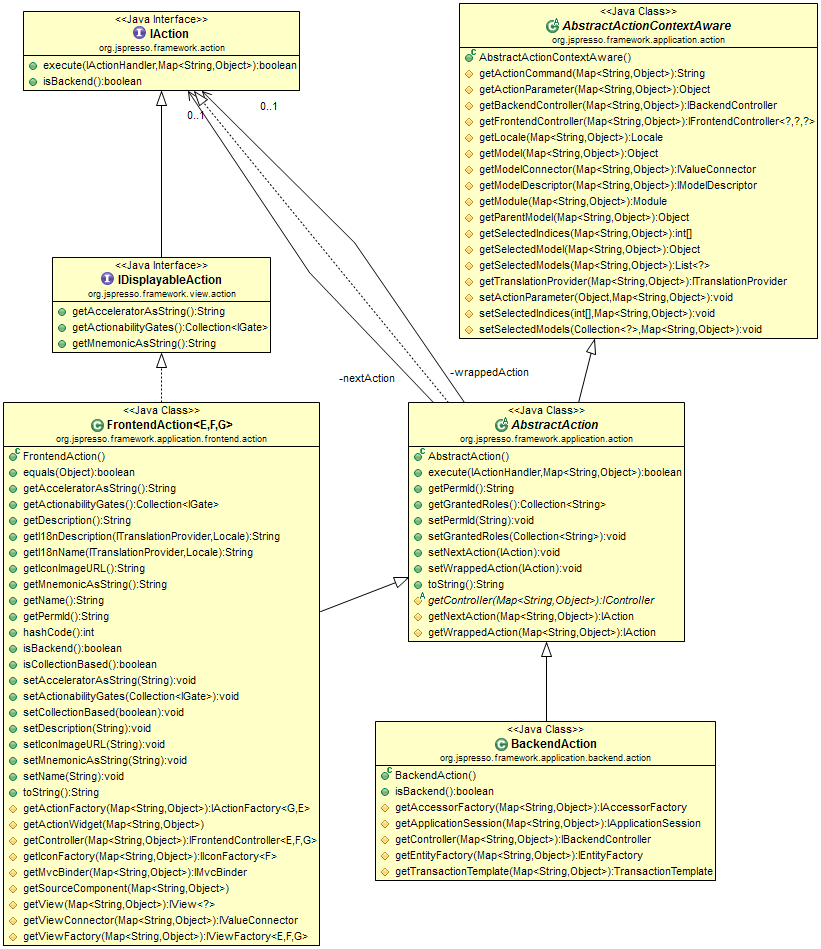 <<Java Interface>>
IAction
org.jspresso.framework.action
execute(IActionHandler,Map<String,Object>):boolean
isBackend():boolean
<<Java Class>>
AbstractActionContextAware
org.jspresso.framework.application.action
AbstractActionContextAware()
getActionCommand(Map<String,Object>):String
getActionParameter(Map<String,Object>):Object
getBackendController(Map<String,Object>):IBackendController
getFrontendController(Map<String,Object>):IFrontendController<?,?,?>
getLocale(Map<String,Object>):Locale
getModel(Map<String,Object>):Object
getModelConnector(Map<String,Object>):IValueConnector
getModelDescriptor(Map<String,Object>):IModelDescriptor
getModule(Map<String,Object>):Module
getParentModel(Map<String,Object>):Object
getSelectedIndices(Map<String,Object>):int[]
getSelectedModel(Map<String,Object>):Object
getSelectedModels(Map<String,Object>):List<?>
getTranslationProvider(Map<String,Object>):ITranslationProvider
setActionParameter(Object,Map<String,Object>):void
setSelectedIndices(int[],Map<String,Object>):void
setSelectedModels(Collection<?>,Map<String,Object>):void
0..1
0..1
<<Java Interface>>
IDisplayableAction
org.jspresso.framework.view.action
getAcceleratorAsString():String
getActionabilityGates():Collection<IGate>
getMnemonicAsString():String
-nextAction
-wrappedAction
<<Java Class>>
FrontendAction<E,F,G>
org.jspresso.framework.application.frontend.action
FrontendAction()
equals(Object):boolean
getAcceleratorAsString():String
getActionabilityGates():Collection<IGate>
getDescription():String
getI18nDescription(ITranslationProvider,Locale):String
getI18nName(ITranslationProvider,Locale):String
getIconImageURL():String
getMnemonicAsString():String
getName():String
getPermId():String
hashCode():int
isBackend():boolean
isCollectionBased():boolean
setAcceleratorAsString(String):void
setActionabilityGates(Collection<IGate>):void
setCollectionBased(boolean):void
setDescription(String):void
setIconImageURL(String):void
setMnemonicAsString(String):void
setName(String):void
toString():String
getActionFactory(Map<String,Object>):IActionFactory<G,E>
getActionWidget(Map<String,Object>)
getController(Map<String,Object>):IFrontendController<E,F,G>
getIconFactory(Map<String,Object>):IIconFactory<F>
getMvcBinder(Map<String,Object>):IMvcBinder
getSourceComponent(Map<String,Object>)
getView(Map<String,Object>):IView<?>
getViewConnector(Map<String,Object>):IValueConnector
getViewFactory(Map<String,Object>):IViewFactory<E,F,G>
<<Java Class>>
AbstractAction
org.jspresso.framework.application.action
AbstractAction()
execute(IActionHandler,Map<String,Object>):boolean
getPermId():String
getGrantedRoles():Collection<String>
setPermId(String):void
setGrantedRoles(Collection<String>):void
setNextAction(IAction):void
setWrappedAction(IAction):void
toString():String
getController(Map<String,Object>):IController
getNextAction(Map<String,Object>):IAction
getWrappedAction(Map<String,Object>):IAction
<<Java Class>>
BackendAction
org.jspresso.framework.application.backend.action
BackendAction()
isBackend():boolean
getAccessorFactory(Map<String,Object>):IAccessorFactory
getApplicationSession(Map<String,Object>):IApplicationSession
getController(Map<String,Object>):IBackendController
getEntityFactory(Map<String,Object>):IEntityFactory
getTransactionTemplate(Map<String,Object>):TransactionTemplate